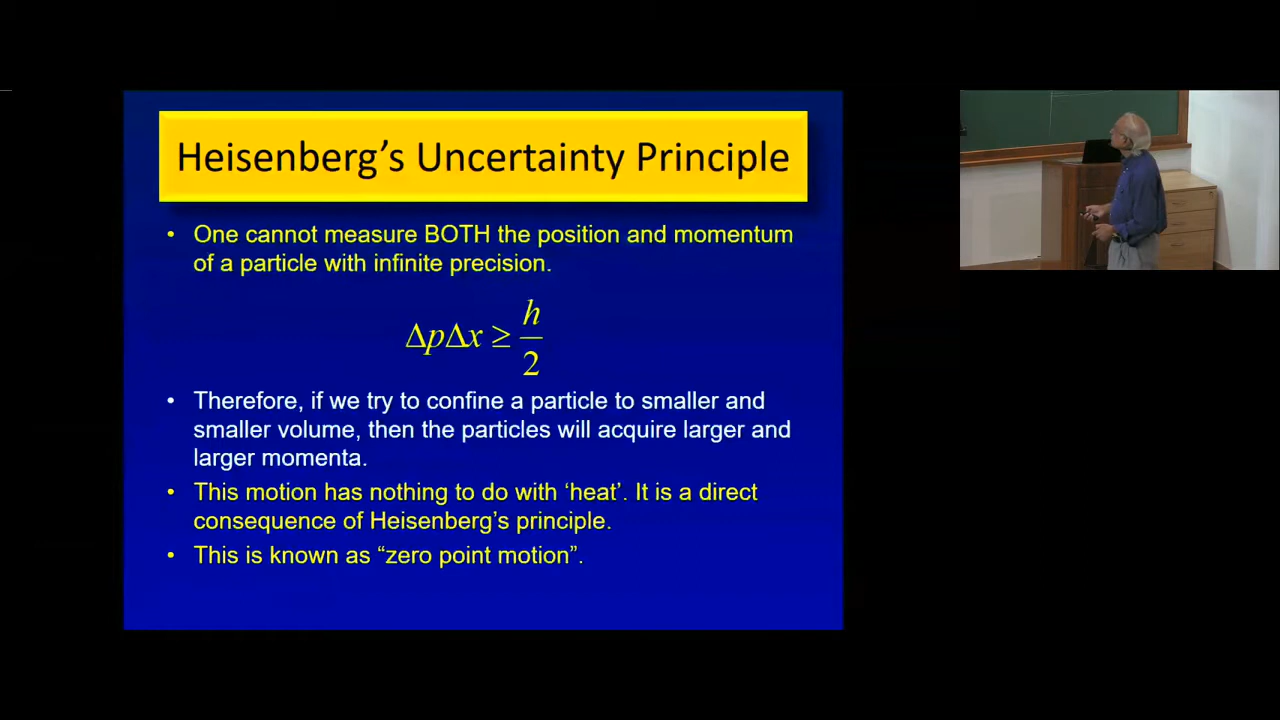 Heisenberg’s Uncertainty Principle
• One cannot measure BOTH the position and momentum
of a particle with infinite precision.
ΔpΔx ≥ h/2
• Therefore, if we try to confine a particle to smaller and
smaller volume, then the particles will acquire larger and
larger momenta.
• This motion has nothing to do with ‘heat’. It is a direct
consequence of Heisenberg’s principle.
• This is known as “zero point motion”.